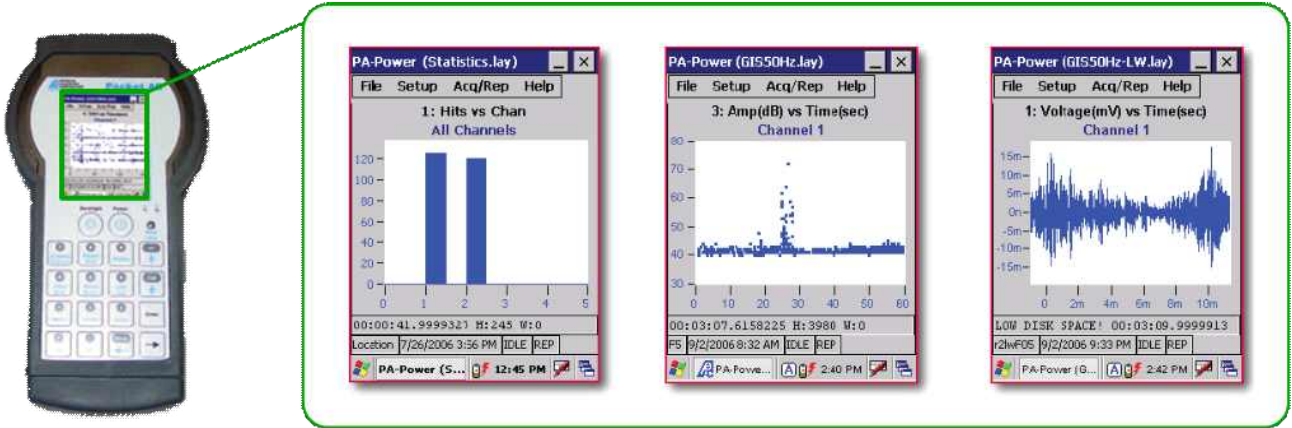 Pocket AE
PA-Power (Statistics.lay)
File Setup Acq/Rep Help
1: Hits vs Chan
All Channels
120
100
80
60
40
20
0
0 1 2 3 4 5
00:00:41.9999327 H:245 W:0
Location 7/26/2006 3:56 PM IDLE REP
PA-Power (S... 12:45 PM
PA-Power (GIS50Hz.lay)
File Setup Acq/Rep Help
3: Amp(dB) vs Time(sec)
Channel 1
80
70
60
50
40
30
0 10 20 30 40 50 60
00:03:07.6158225 H:3980 W:0
F5 9/2/2006 8:32 AM IDLE REP
PA-Powe... A 2:40 PM
PA-Power (GIS50Hz-LW.lay)
File Setup Acq/Rep Help
1: Voltage(mV) vs Time(sec)
Channel 1
15m
10m
5m
0n
-5m
-10m
-15m
0 2m 4m 6m 8m 10m
LOW DISK SPACE! 00:03:09.9999913
r2lwF05 9/2/2006 9:33 PM IDLE REP
PA-Power (G... A 2:42 PM